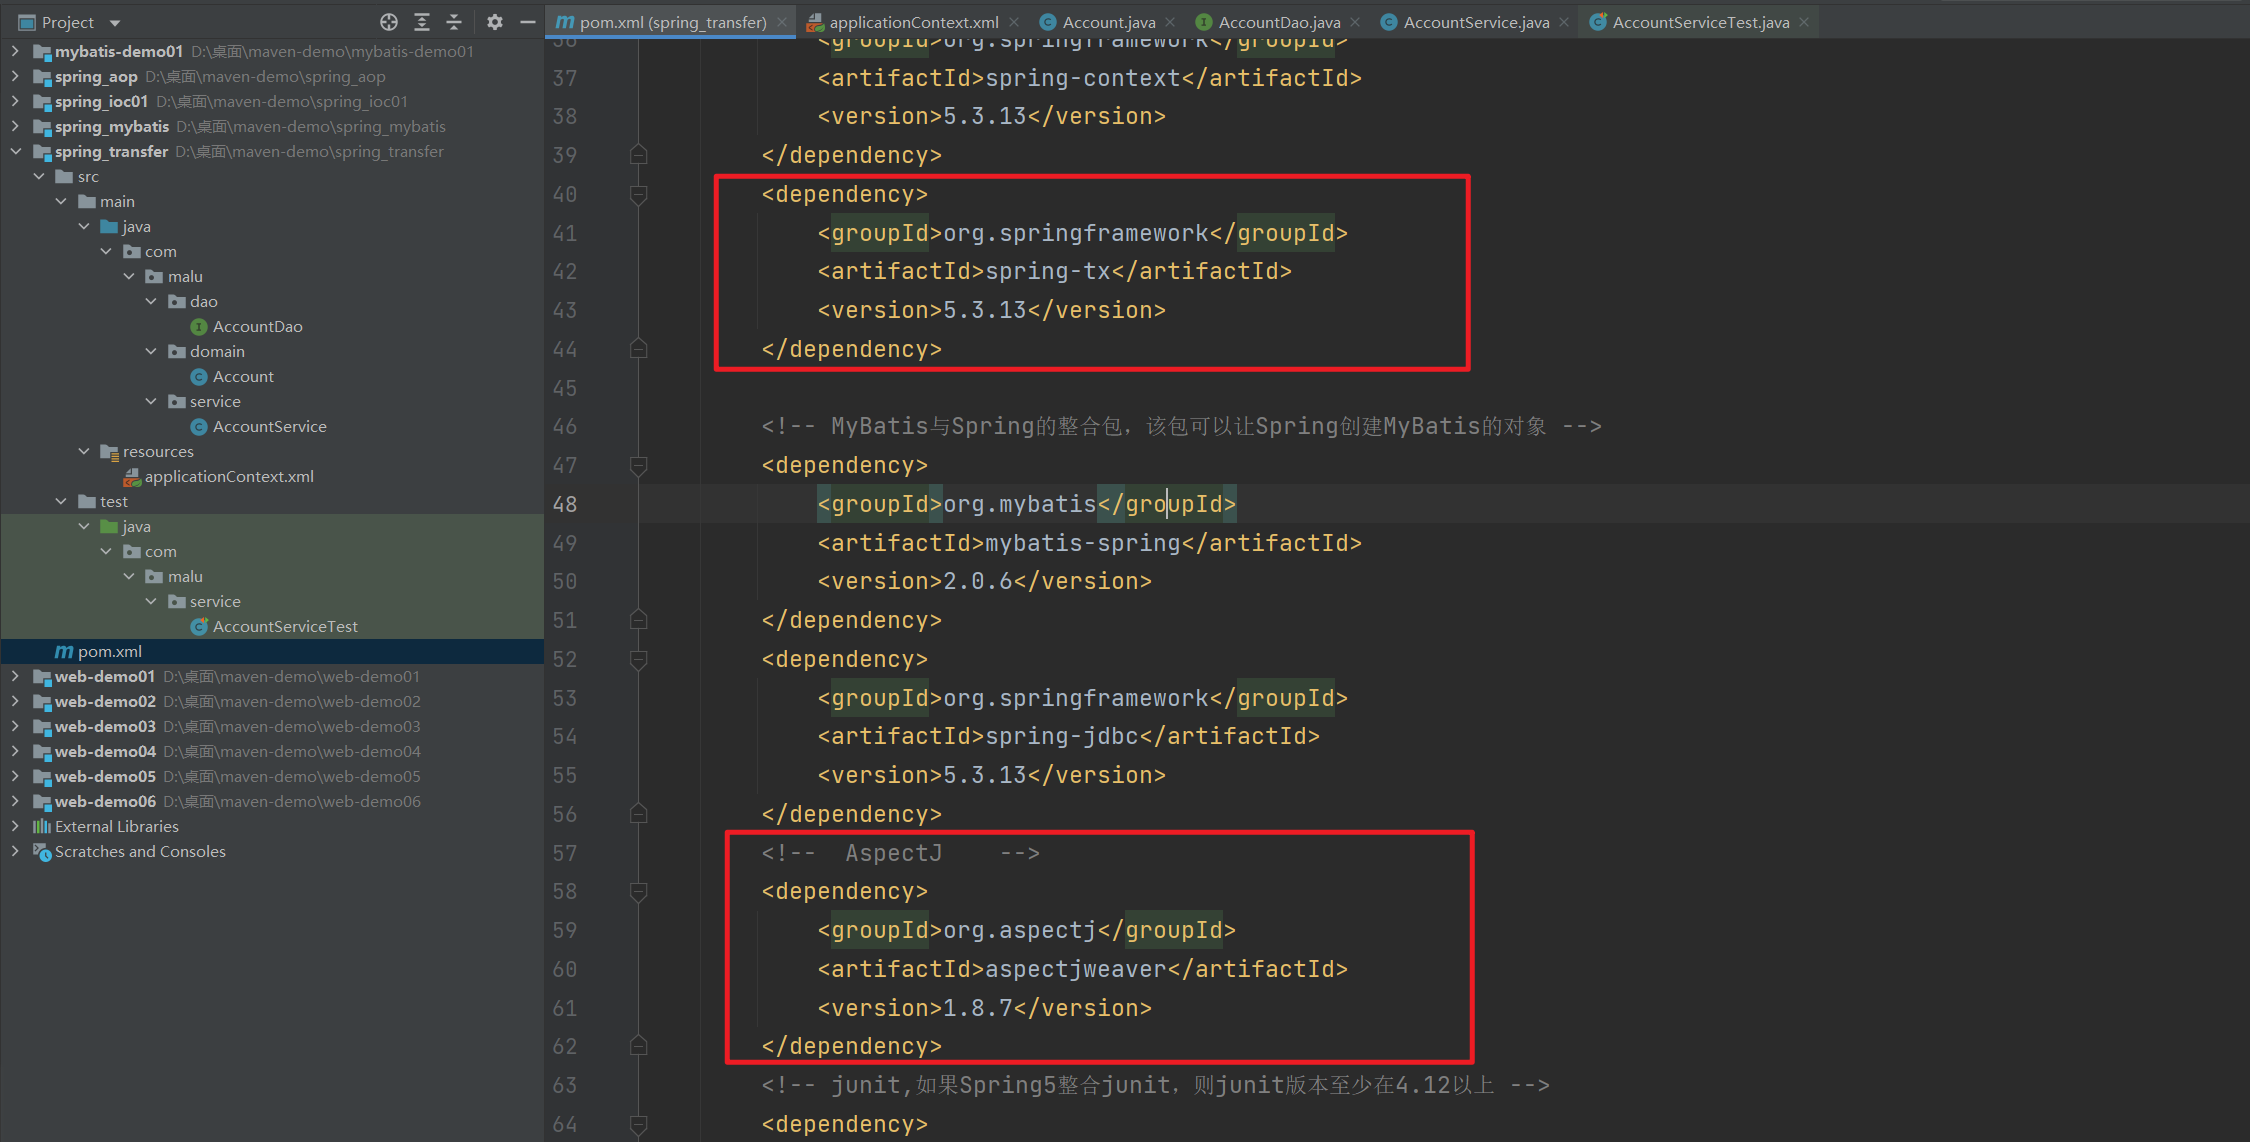 Project
pom.xml (spring_transfer)
applicationContext.xml
Account.java
AccountDao.java
AccountService.java
AccountServiceTest.java
mybatis-demo01 D:\桌面\maven-demo\mybatis-demo01
spring_aop D:\桌面\maven-demo\spring_aop
spring_ioc01 D:\桌面\maven-demo\spring_ioc01
spring_mybatis D:\桌面\maven-demo\spring_mybatis
spring_transfer D:\桌面\maven-demo\spring_transfer
src
main
java
com
malu
dao
AccountDao
domain
Account
service
AccountService
resources
applicationContext.xml
test
java
com
malu
service
AccountServiceTest
pom.xml
web-demo01 D:\桌面\maven-demo\web-demo01
web-demo02 D:\桌面\maven-demo\web-demo02
web-demo03 D:\桌面\maven-demo\web-demo03
web-demo04 D:\桌面\maven-demo\web-demo04
web-demo05 D:\桌面\maven-demo\web-demo05
web-demo06 D:\桌面\maven-demo\web-demo06
External Libraries
Scratches and Consoles
36 <groupId>org.springframework</groupId>
37 <artifactId>spring-context</artifactId>
38 <version>5.3.13</version>
39 </dependency>
40 <dependency>
41 <groupId>org.springframework</groupId>
42 <artifactId>spring-tx</artifactId>
43 <version>5.3.13</version>
44 </dependency>
45
46 <!-- MyBatis与Spring的整合包，该包可以让Spring创建MyBatis的对象 -->
47 <dependency>
48 <groupId>org.mybatis</groupId>
49 <artifactId>mybatis-spring</artifactId>
50 <version>2.0.6</version>
51 </dependency>
52 <dependency>
53 <groupId>org.springframework</groupId>
54 <artifactId>spring-jdbc</artifactId>
55 <version>5.3.13</version>
56 </dependency>
57 <!--  AspectJ    -->
58 <dependency>
59 <groupId>org.aspectj</groupId>
60 <artifactId>aspectjweaver</artifactId>
61 <version>1.8.7</version>
62 </dependency>
63 <!-- junit,如果Spring5整合junit，则junit版本至少在4.12以上 -->
64 <dependency>